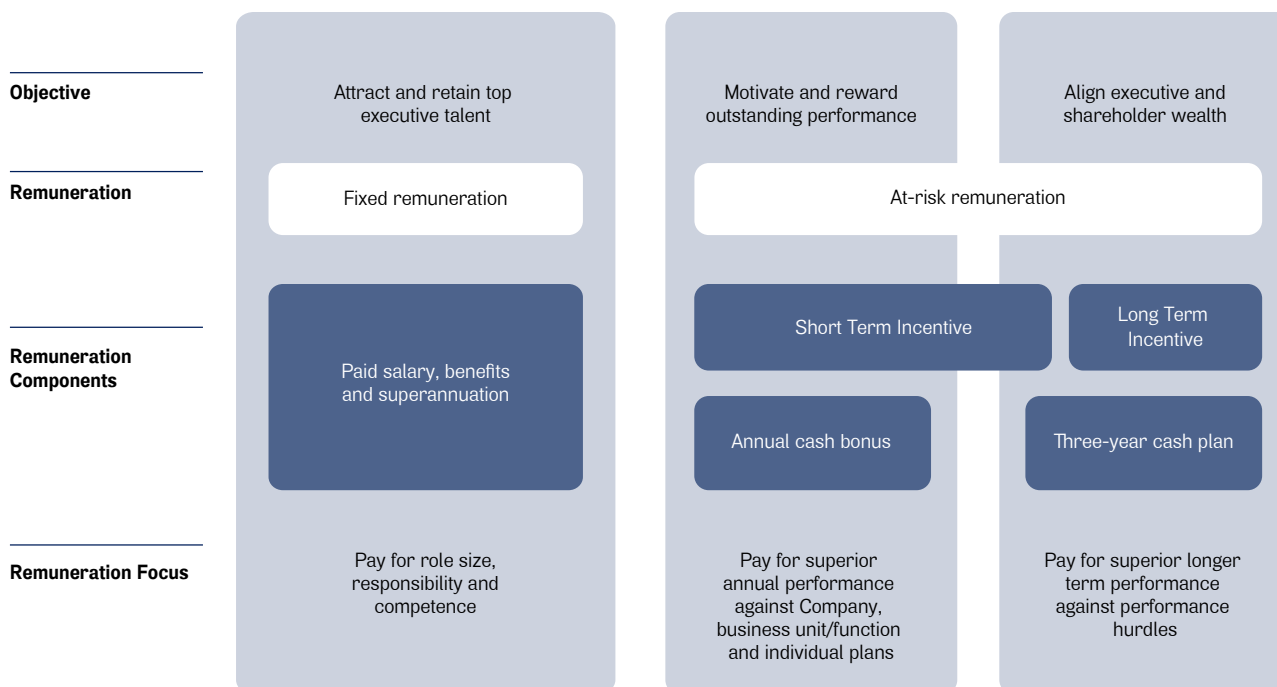 Objective
Attract and retain top
executive talent
Motivate and reward
outstanding performance
Align executive and
shareholder wealth
Remuneration
Fixed remuneration
At-risk remuneration
Remuneration
Components
Paid salary, benefits
and superannuation
Short Term Incentive
Long Term
Incentive
Annual cash bonus
Three-year cash plan
Remuneration Focus
Pay for role size,
responsibility and
competence
Pay for superior
annual performance
against Company,
business unit/function
and individual plans
Pay for superior longer
term performance
against performance
hurdles